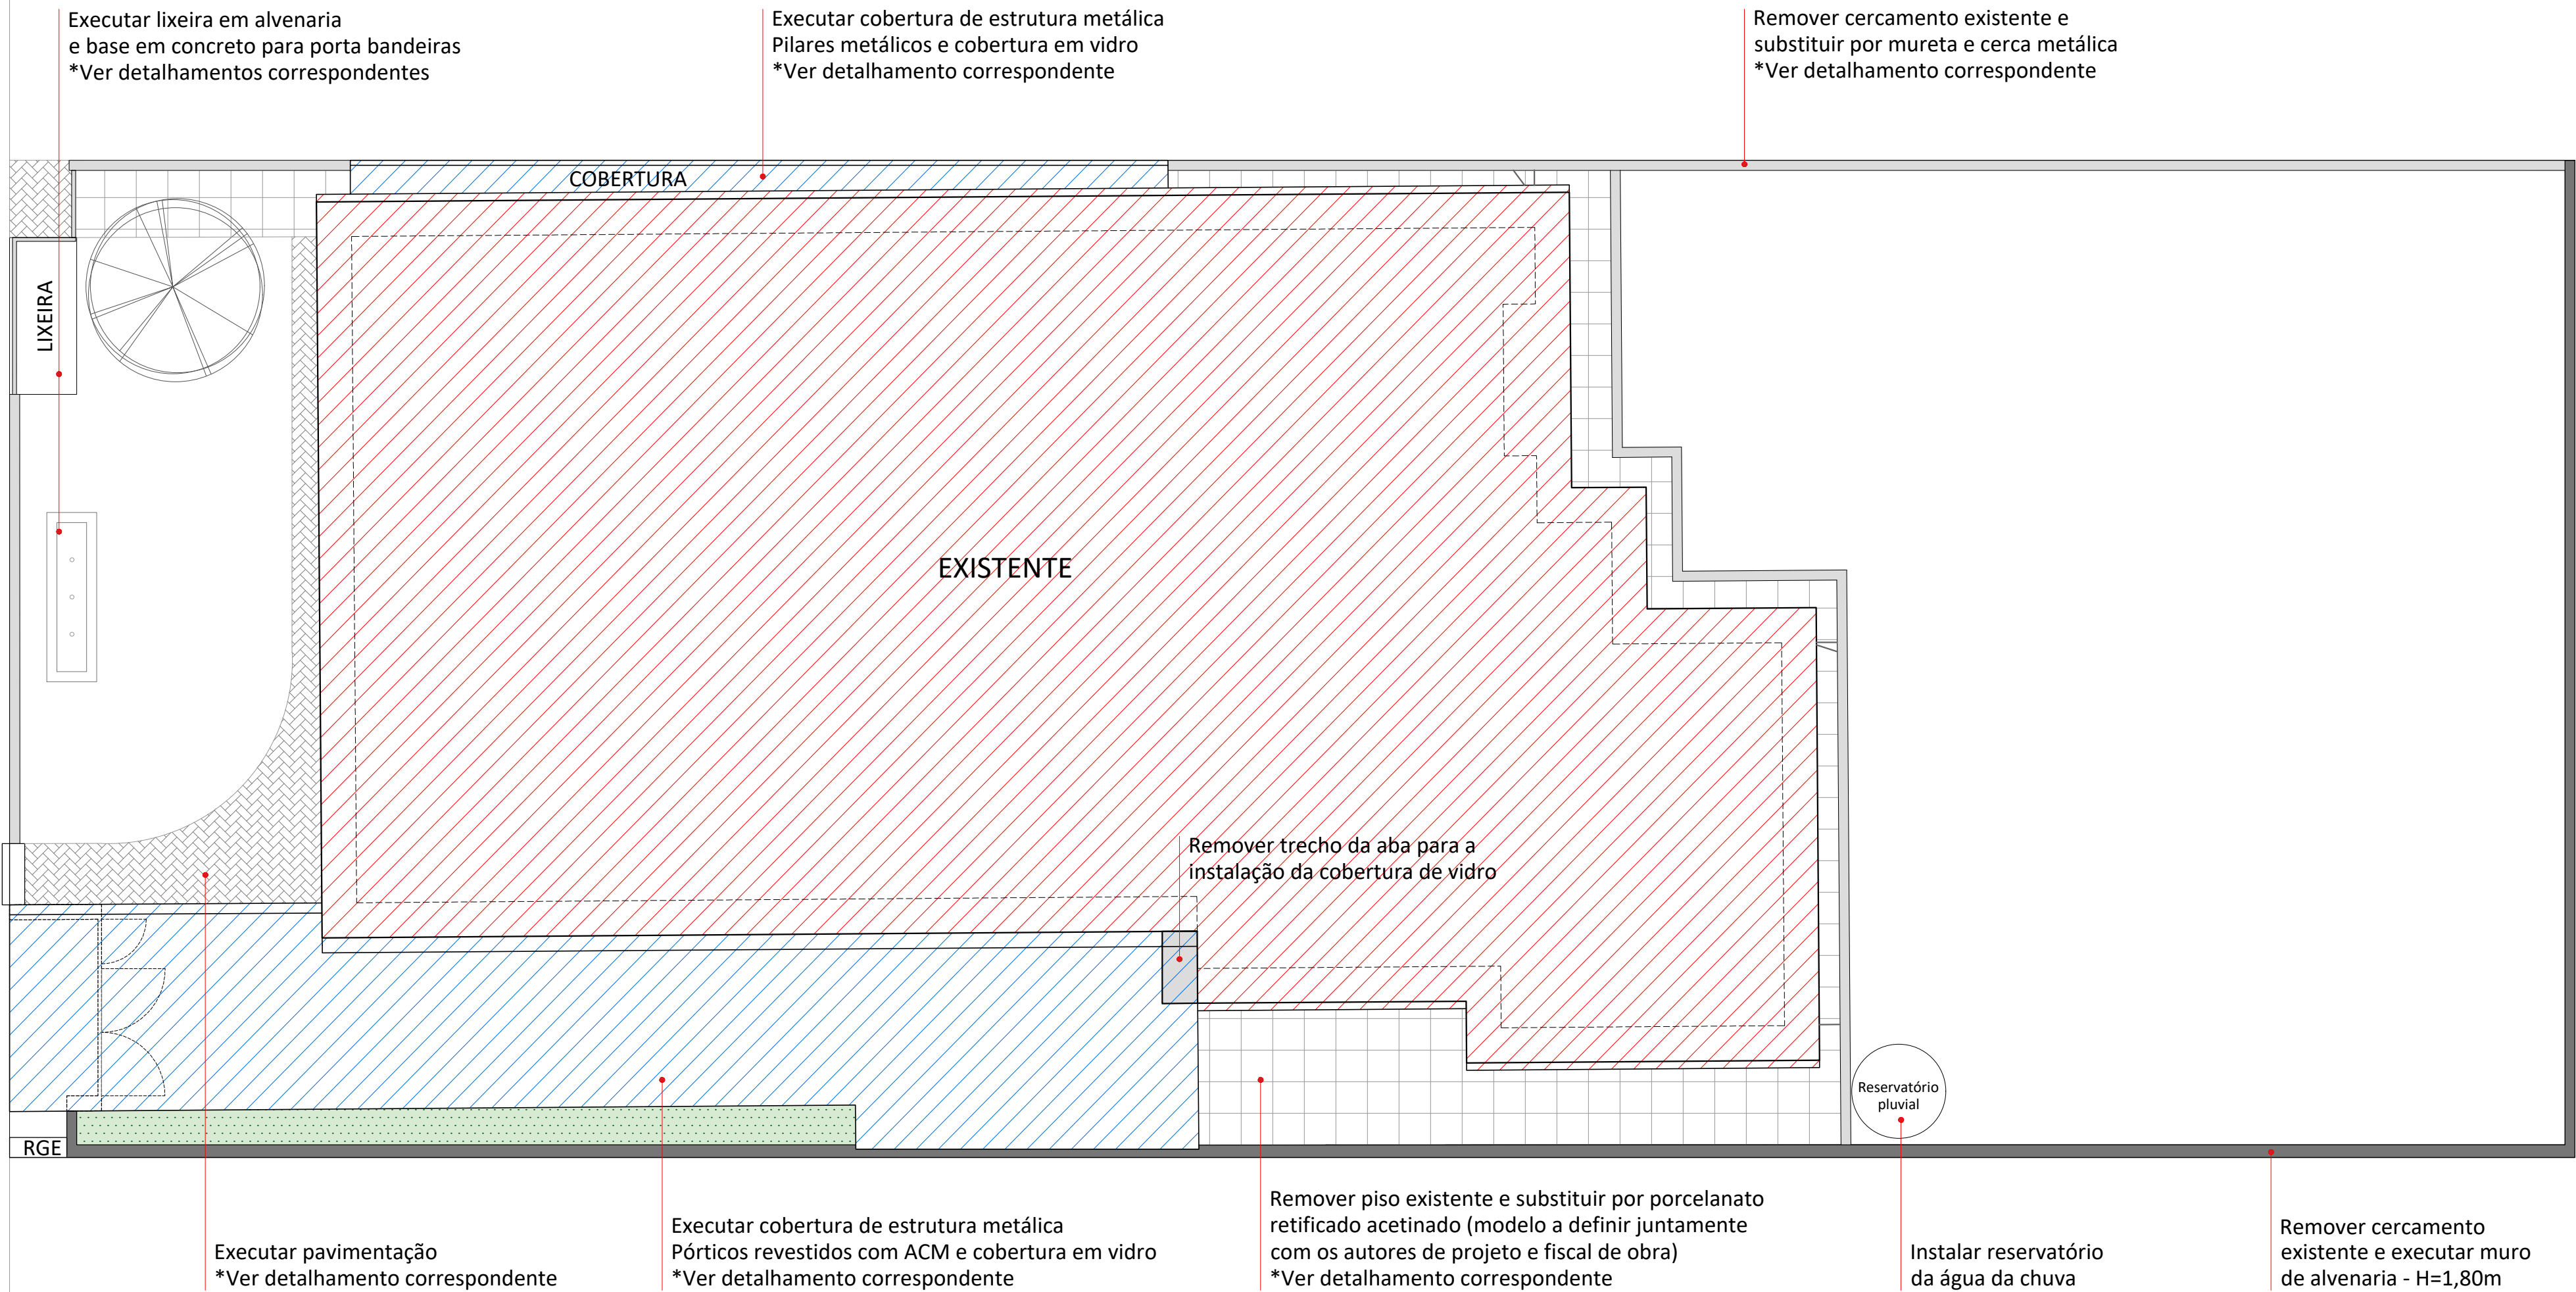 Executar lixeira em alvenaria
e base em concreto para porta bandeiras
*Ver detalhamentos correspondentes
Executar cobertura de estrutura metálica
Pilares metálicos e cobertura em vidro
*Ver detalhamento correspondente
Remover cercamento existente e
substituir por mureta e cerca metálica
*Ver detalhamento correspondente
COBERTURA
LIXEIRA
EXISTENTE
Remover trecho da aba para a
instalação da cobertura de vidro
Reservatório
pluvial
RGE
Executar pavimentação
*Ver detalhamento correspondente
Executar cobertura de estrutura metálica
Pórticos revestidos com ACM e cobertura em vidro
*Ver detalhamento correspondente
Remover piso existente e substituir por porcelanato
retificado acetinado (modelo a definir juntamente
com os autores de projeto e fiscal de obra)
*Ver detalhamento correspondente
Instalar reservatório
da água da chuva
Remover cercamento
existente e executar muro
de alvenaria - H=1,80m